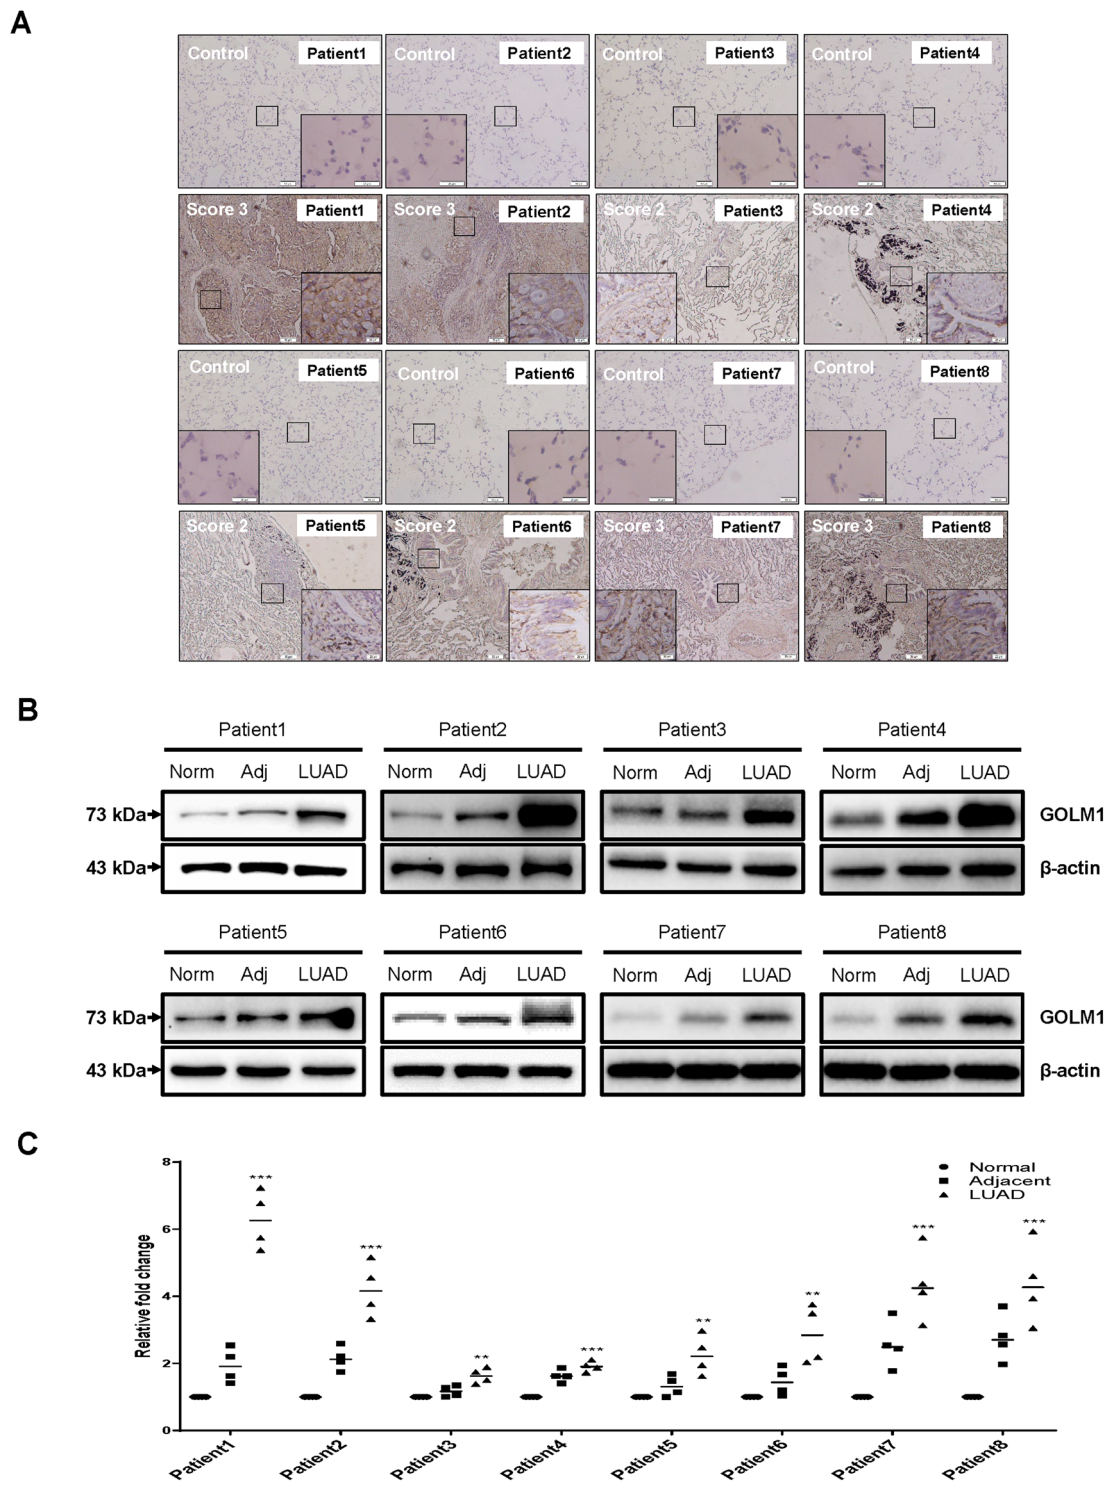 A
Control Patient1 Control Patient2 Control Patient3 Control Patient4
Score 3 Patient1 Score 3 Patient2 Score 2 Patient3 Score 2 Patient4
Control Patient5 Control Patient6 Control Patient7 Control Patient8
Score 2 Patient5 Score 2 Patient6 Score 3 Patient7 Score 3 Patient8
B
Patient1 Patient2 Patient3 Patient4
Norm Adj LUAD Norm Adj LUAD Norm Adj LUAD Norm Adj LUAD
73 kDa GOLM1
43 kDa β-actin
Patient5 Patient6 Patient7 Patient8
Norm Adj LUAD Norm Adj LUAD Norm Adj LUAD Norm Adj LUAD
73 kDa GOLM1
43 kDa β-actin
C
Relative fold change
8
6
4
2
0
*** *** ** *** ** ** *** ***
Normal
Adjacent
LUAD
Patient1 Patient2 Patient3 Patient4 Patient5 Patient6 Patient7 Patient8